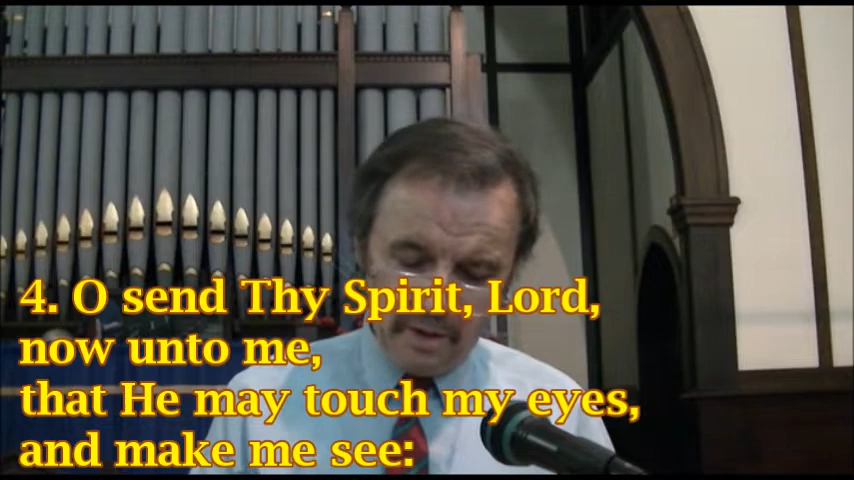 4. O send Thy Spirit, Lord,
now unto me,
that He may touch my eyes,
and make me see: